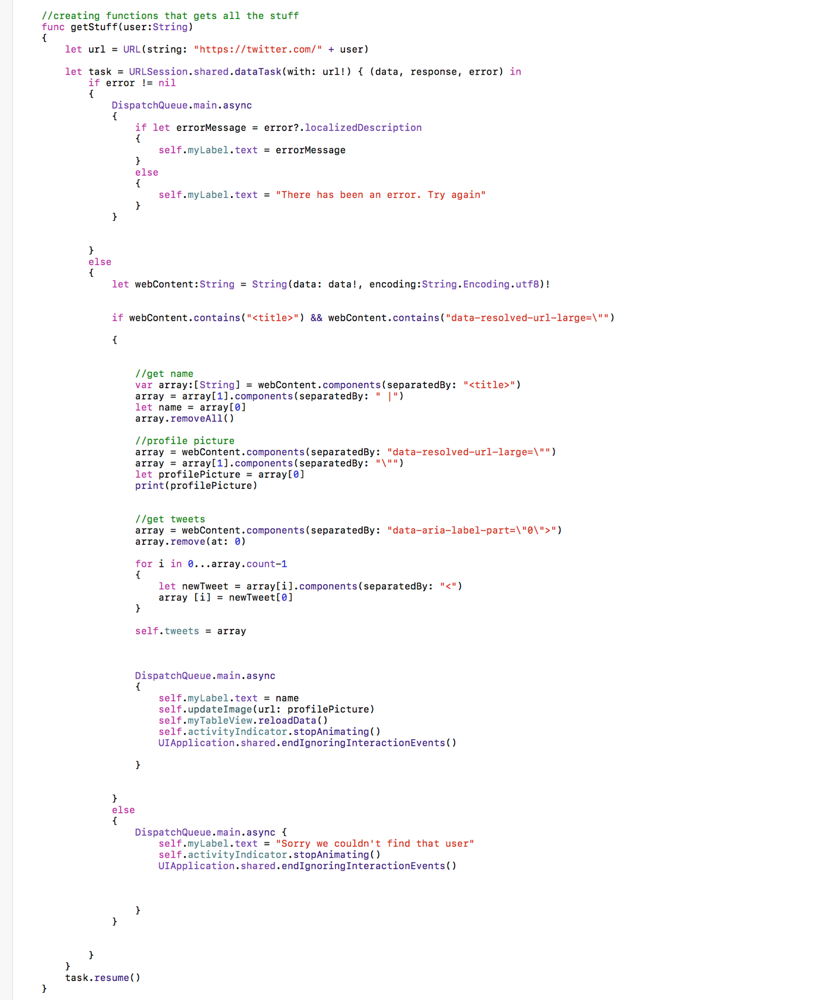 //creating functions that gets all the stuff
func getStuff(user:String)
{
let url = URL(string: "https://twitter.com/" + user)
let task = URLSession.shared.dataTask(with: url!) { (data, response, error) in
if error != nil
{
DispatchQueue.main.async
{
if let errorMessage = error?.localizedDescription
{
self.myLabel.text = errorMessage
}
else
{
self.myLabel.text = "There has been an error. Try again"
}
}
}
else
{
let webContent:String = String(data: data!, encoding:String.Encoding.utf8)!
if webContent.contains("<title>") && webContent.contains("data-resolved-url-large=\"")
{
//get name
var array:[String] = webContent.components(separatedBy: "<title>")
array = array[1].components(separatedBy: " |")
let name = array[0]
array.removeAll()
//profile picture
array = webContent.components(separatedBy: "data-resolved-url-large=\"")
array = array[1].components(separatedBy: "\"")
let profilePicture = array[0]
print(profilePicture)
//get tweets
array = webContent.components(separatedBy: "data-aria-label-part=\"0\">")
array.remove(at: 0)
for i in 0...array.count-1
{
let newTweet = array[i].components(separatedBy: "<")
array [i] = newTweet[0]
}
self.tweets = array
DispatchQueue.main.async
{
self.myLabel.text = name
self.updateImage(url: profilePicture)
self.myTableView.reloadData()
self.activityIndicator.stopAnimating()
UIApplication.shared.endIgnoringInteractionEvents()
}
}
else
{
DispatchQueue.main.async {
self.myLabel.text = "Sorry we couldn't find that user"
self.activityIndicator.stopAnimating()
UIApplication.shared.endIgnoringInteractionEvents()
}
}
}
}
task.resume()
}